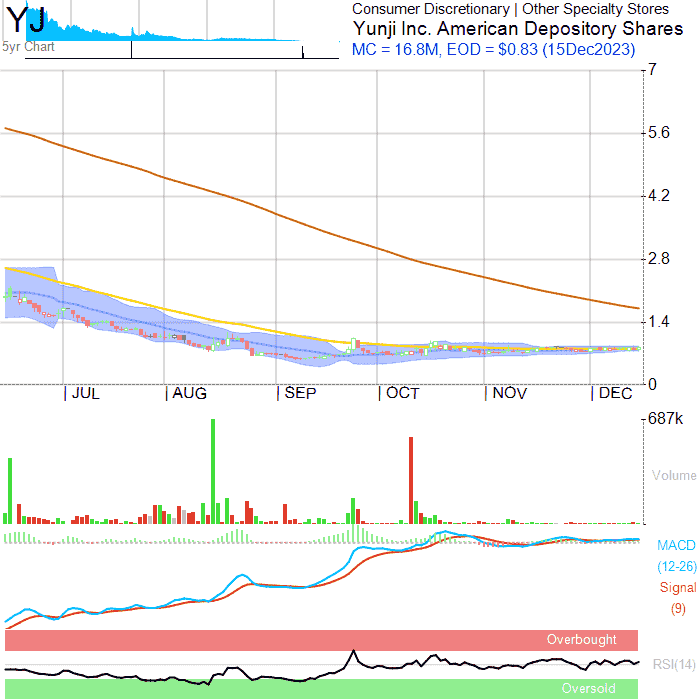 YJ
5yr Chart
Consumer Discretionary | Other Specialty Stores
Yunji Inc. American Depository Shares
MC = 16.8M, EOD = $0.83 (15Dec2023)
7
5.6
4.2
2.8
1.4
0
JUL
AUG
SEP
OCT
NOV
DEC
687k
Volume
MACD
(12-26)
Signal
(9)
Overbought
RSI(14)
Oversold